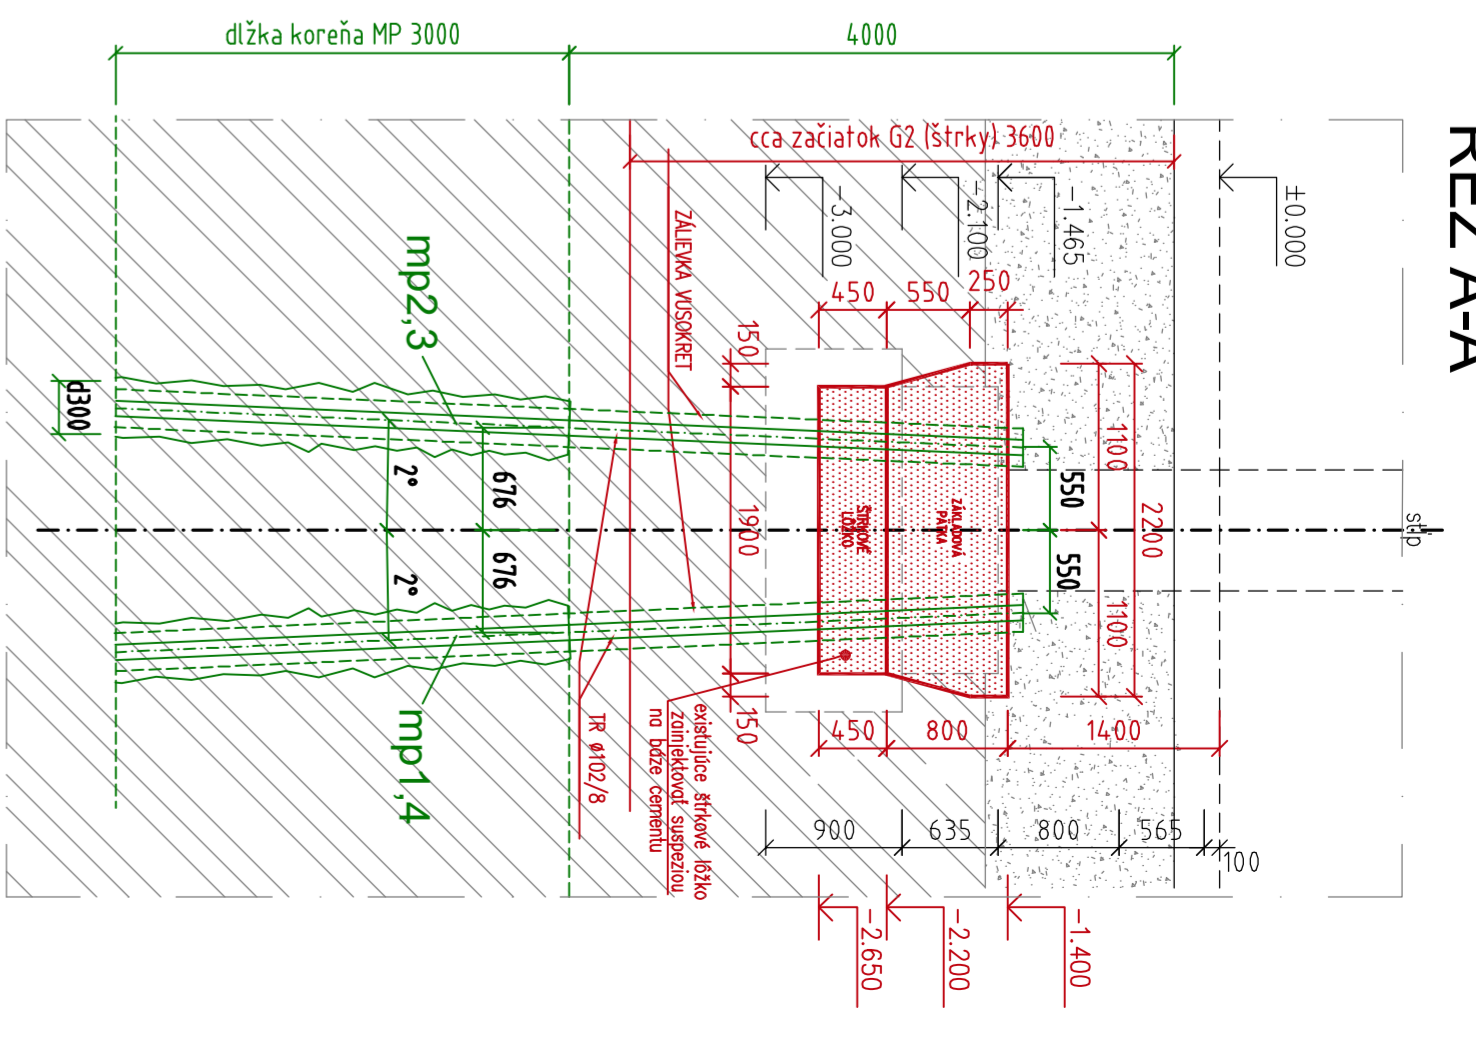 REZ A-A
dlžka koreňa MP 3000
4000
cca začiatok G2 (štrky) 3600
±0.000
-1.465
-2.100
-3.000
450
550
250
ZÁLIEVKA VUSOKRET
150
1900
150
mp2,3
d300
2°
2°
676
676
550
550
1100
1100
2200
stĺp
ZÁKLADOVÁ
PÄTKA
ŠTRKOVÉ
LÔŽKO
mp1,4
TR ø102/8
existujúce štrkové lôžko
zainjektovať suspeziou
na báze cementu
450
800
1400
900
635
800
565
100
-1.400
-2.200
-2.650